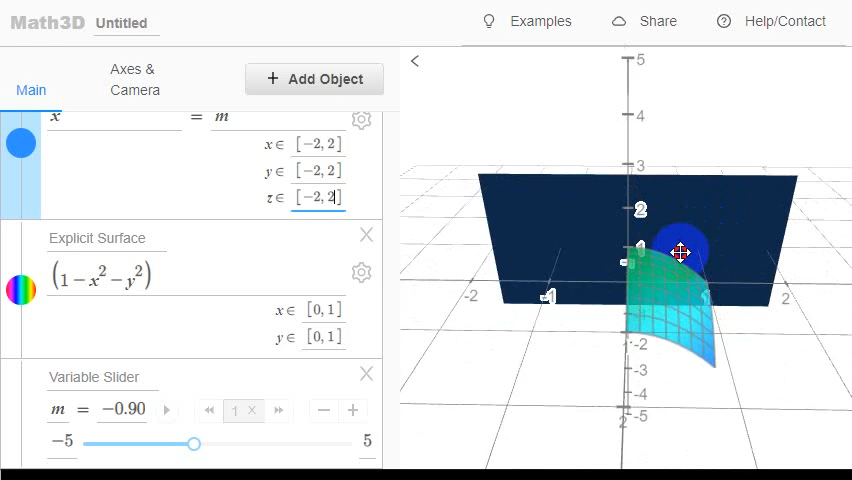 Math3D Untitled
Examples Share Help/Contact
Main Axes & Camera
+ Add Object
x = m
x ∈ [−2, 2]
y ∈ [−2, 2]
z ∈ [−2, 2]
Explicit Surface
(1−x²−y²)
x ∈ [0, 1]
y ∈ [0, 1]
Variable Slider
m = −0.90 1 X
−5 5
5
4
3
2
1
-2 -1 1 2
-2
-3
-4
-5
2